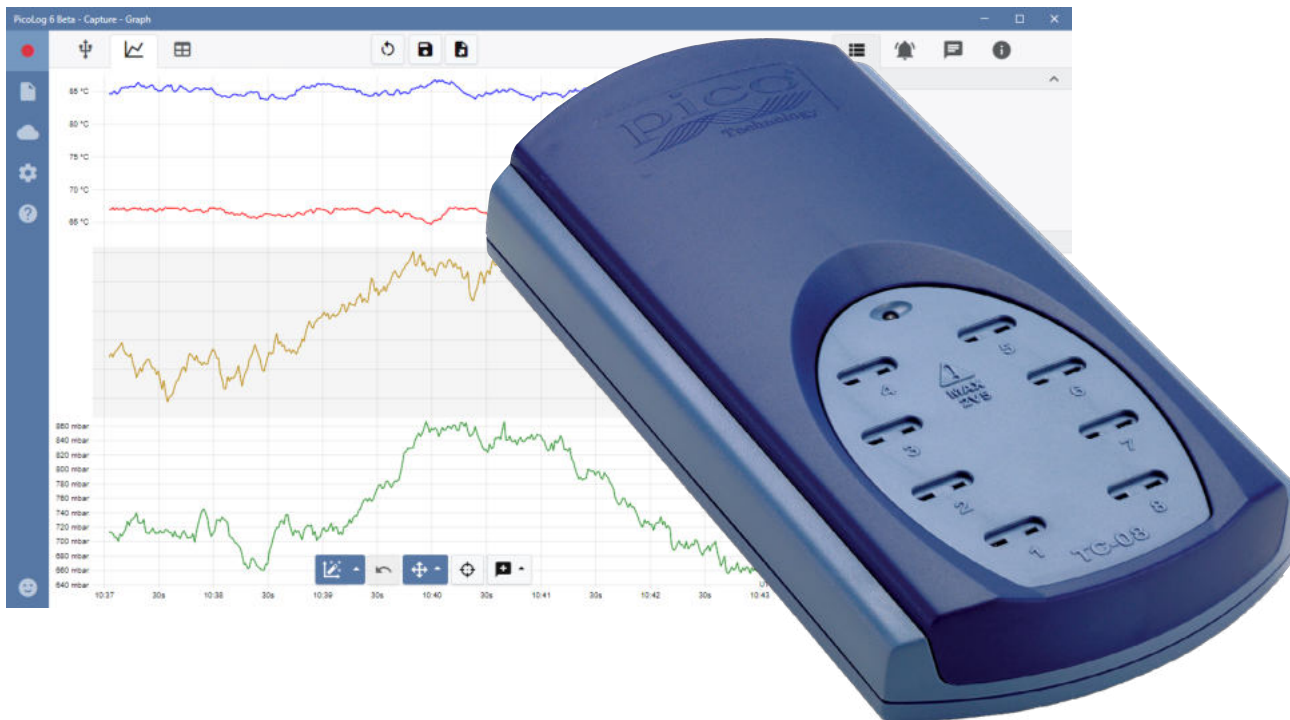 PicoLog 6 Beta - Capture - Graph
85 °C
80 °C
75 °C
70 °C
65 °C
860 mbar
840 mbar
820 mbar
800 mbar
780 mbar
760 mbar
740 mbar
720 mbar
700 mbar
680 mbar
660 mbar
640 mbar
10:37 30s 10:38 30s 10:39 30s 10:40 30s 10:41 30s 10:42 30s 10:43
pico
Technology
5
4
MAX
6
3
7
2
8
1
TC-08